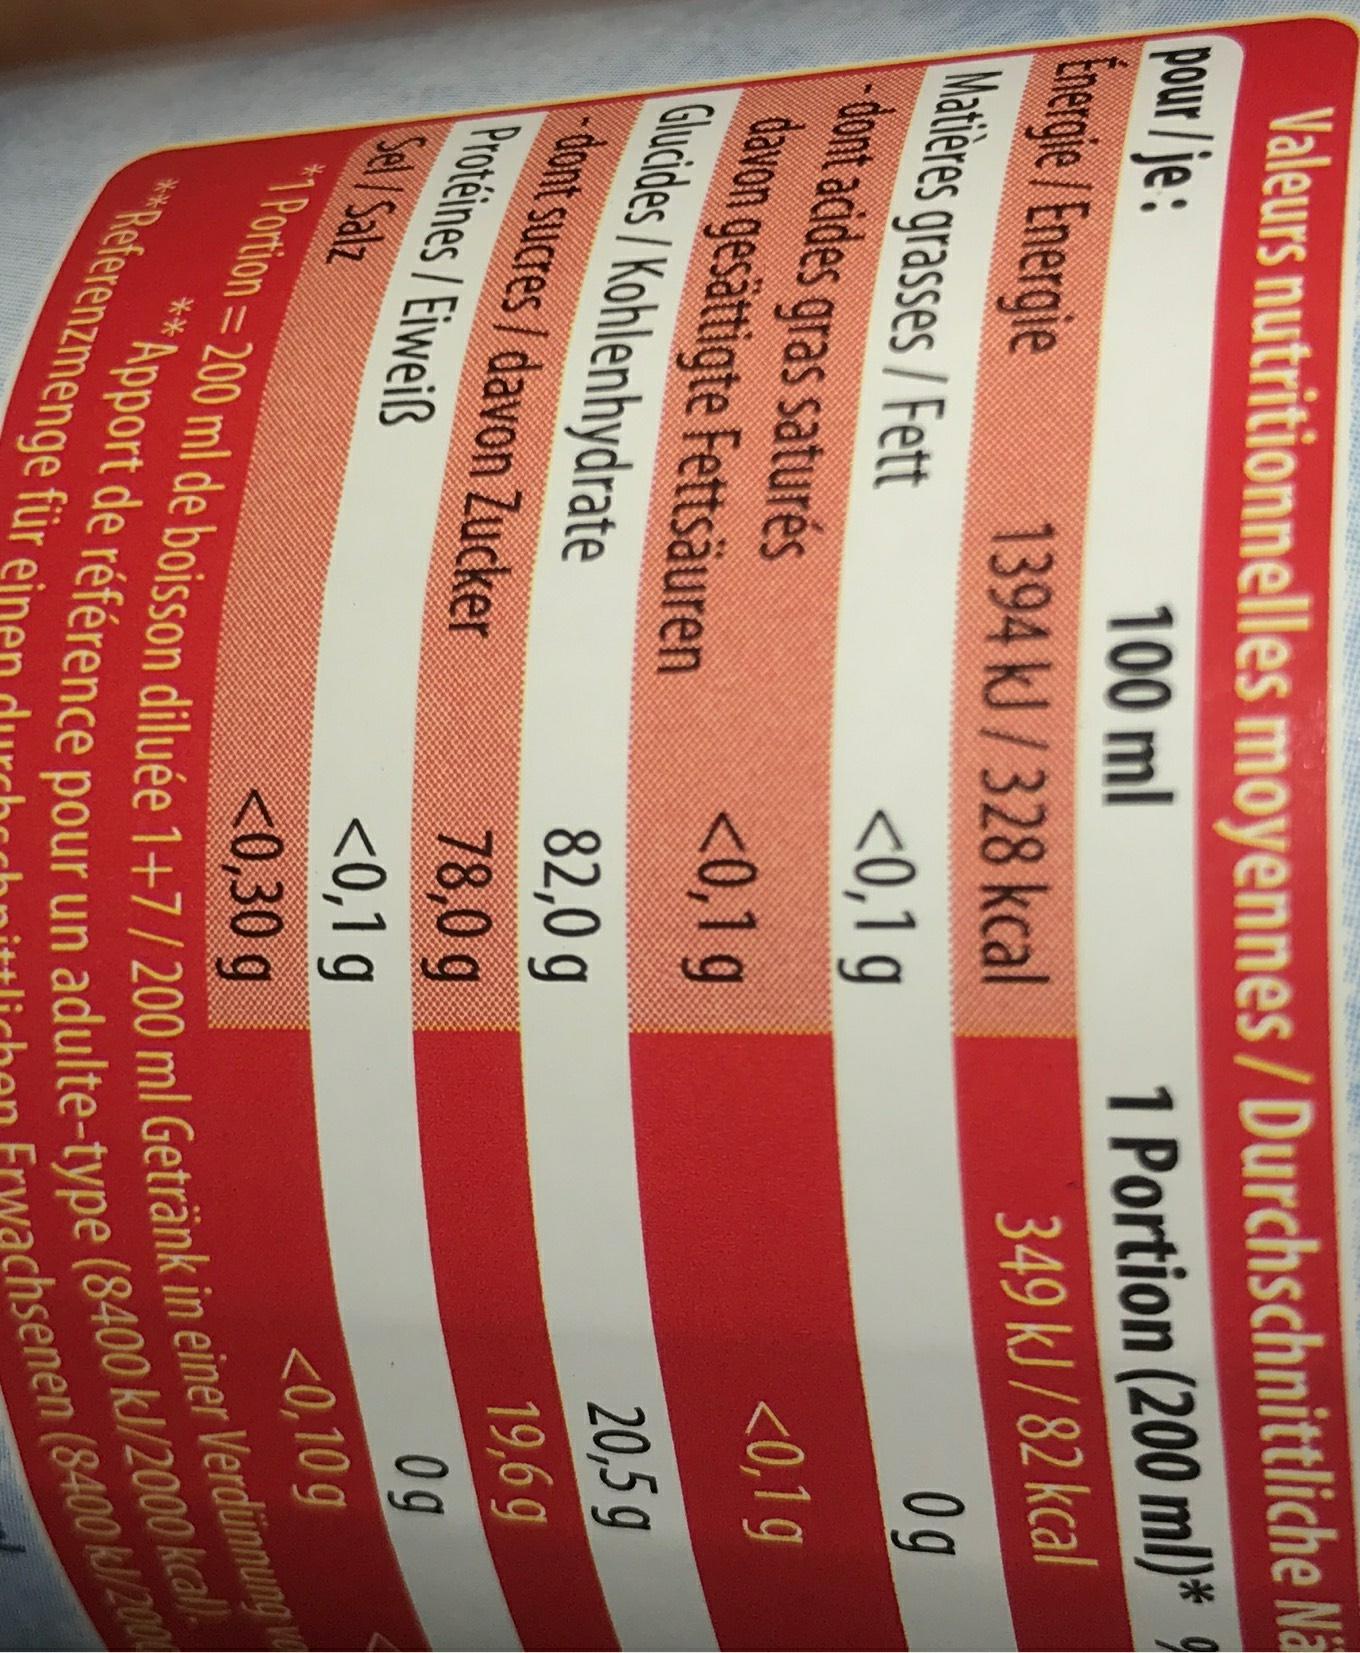 Valeurs nutritionnelles moyennes / Durchschnittliche
pour / je : 100 ml 1 Portion (200 ml)* %
Énergie / Energie 1394 kJ / 328 kcal 349 kJ / 82 kcal
Matières grasses / Fett <0,1 g 0 g
-dont acides gras saturés
davon gesättigte Fettsäuren <0,1 g <0,1 g
Glucides / Kohlenhydrate 82,0 g 20,5 g
-dont sucres / davon Zucker 78,0 g 19,6 g
Protéines / Eiweiß <0,1 g 0 g
Sel / Salz <0,30 g <0,10 g <
*1 Portion = 200 ml de boisson diluée 1+7 / 200 ml Getränk in einer Verdünnung
**Apport de référence pour un adulte-type (8400 kJ/2000 kcal).
**Referenzmenge für einen durchschnittlichen Erwachsenen (8400 kJ/200